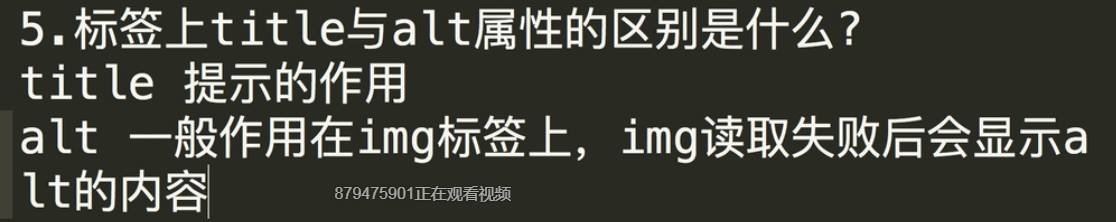 5.标签上title与alt属性的区别是什么?
title 提示的作用
alt 一般作用在img标签上，img读取失败后会显示a
lt的内容
879475901正在观看视频